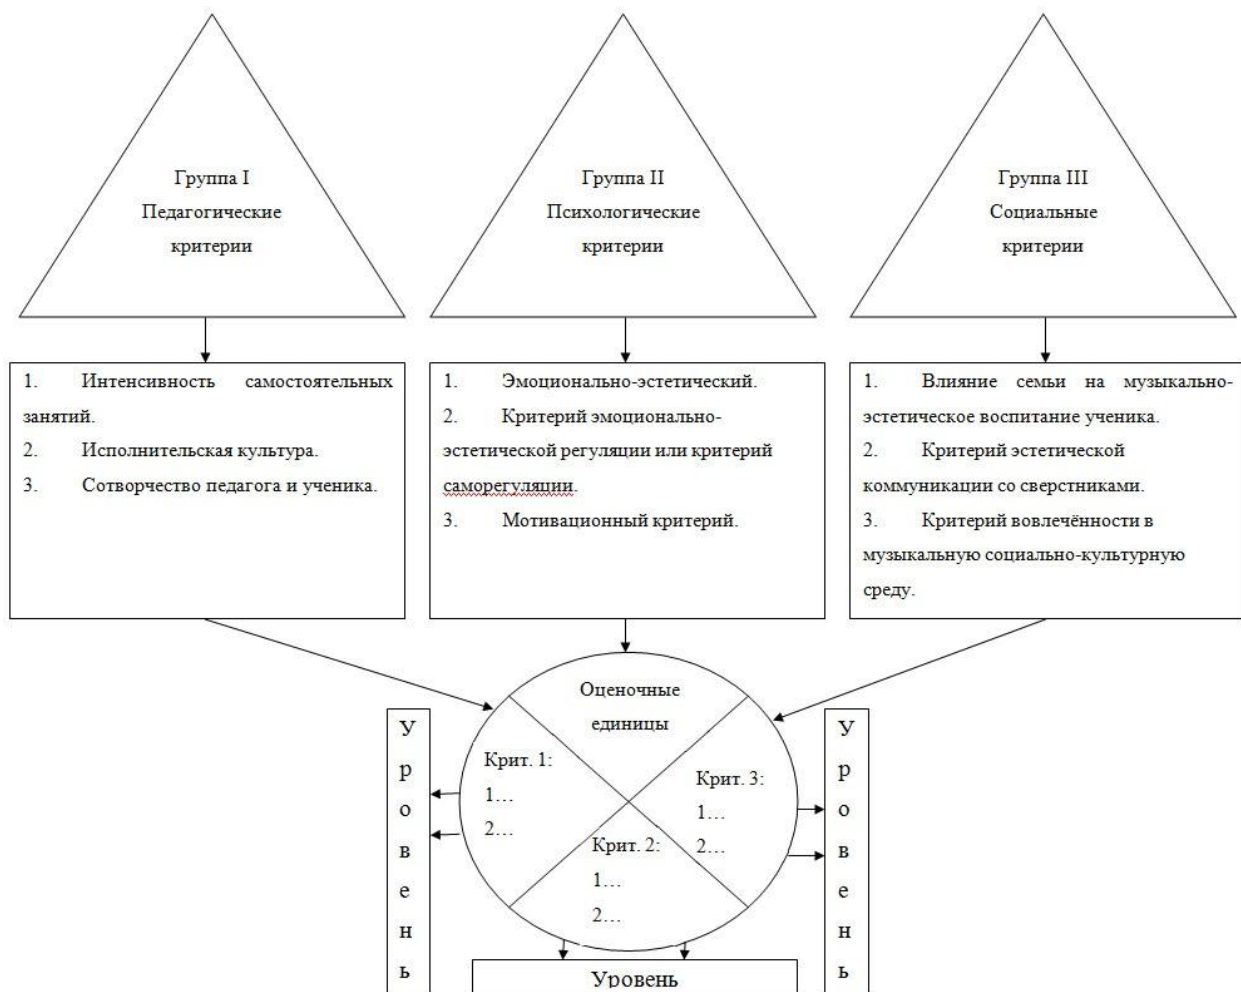 Группа I
Педагогические
критерии
Группа II
Психологические
критерии
Группа III
Социальные
критерии
1. Интенсивность самостоятельных
занятий.
2. Исполнительская культура.
3. Сотворчество педагога и ученика.
1. Эмоционально-эстетический.
2. Критерий эмоционально-
эстетической регуляции или критерий
саморегуляции.
3. Мотивационный критерий.
1. Влияние семьи на музыкально-
эстетическое воспитание ученика.
2. Критерий эстетической
коммуникации со сверстниками.
3. Критерий вовлечённости в
музыкальную социально-культурную
среду.
Оценочные
единицы
Крит. 1:
1…
2…
Крит. 2:
1…
2…
Крит. 3:
1…
2…
Уровень
Уровень
Уровень